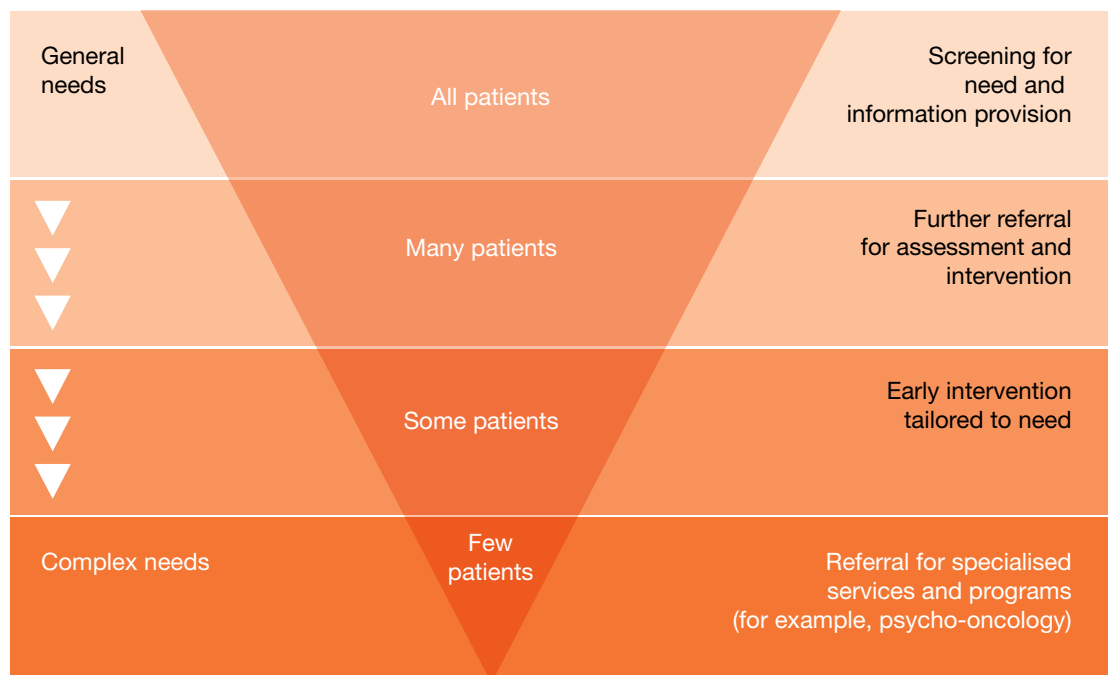 General
needs
All patients
Screening for
need and
information provision
Many patients
Further referral
for assessment and
intervention
Some patients
Early intervention
tailored to need
Complex needs
Few
patients
Referral for specialised
services and programs
(for example, psycho-oncology)